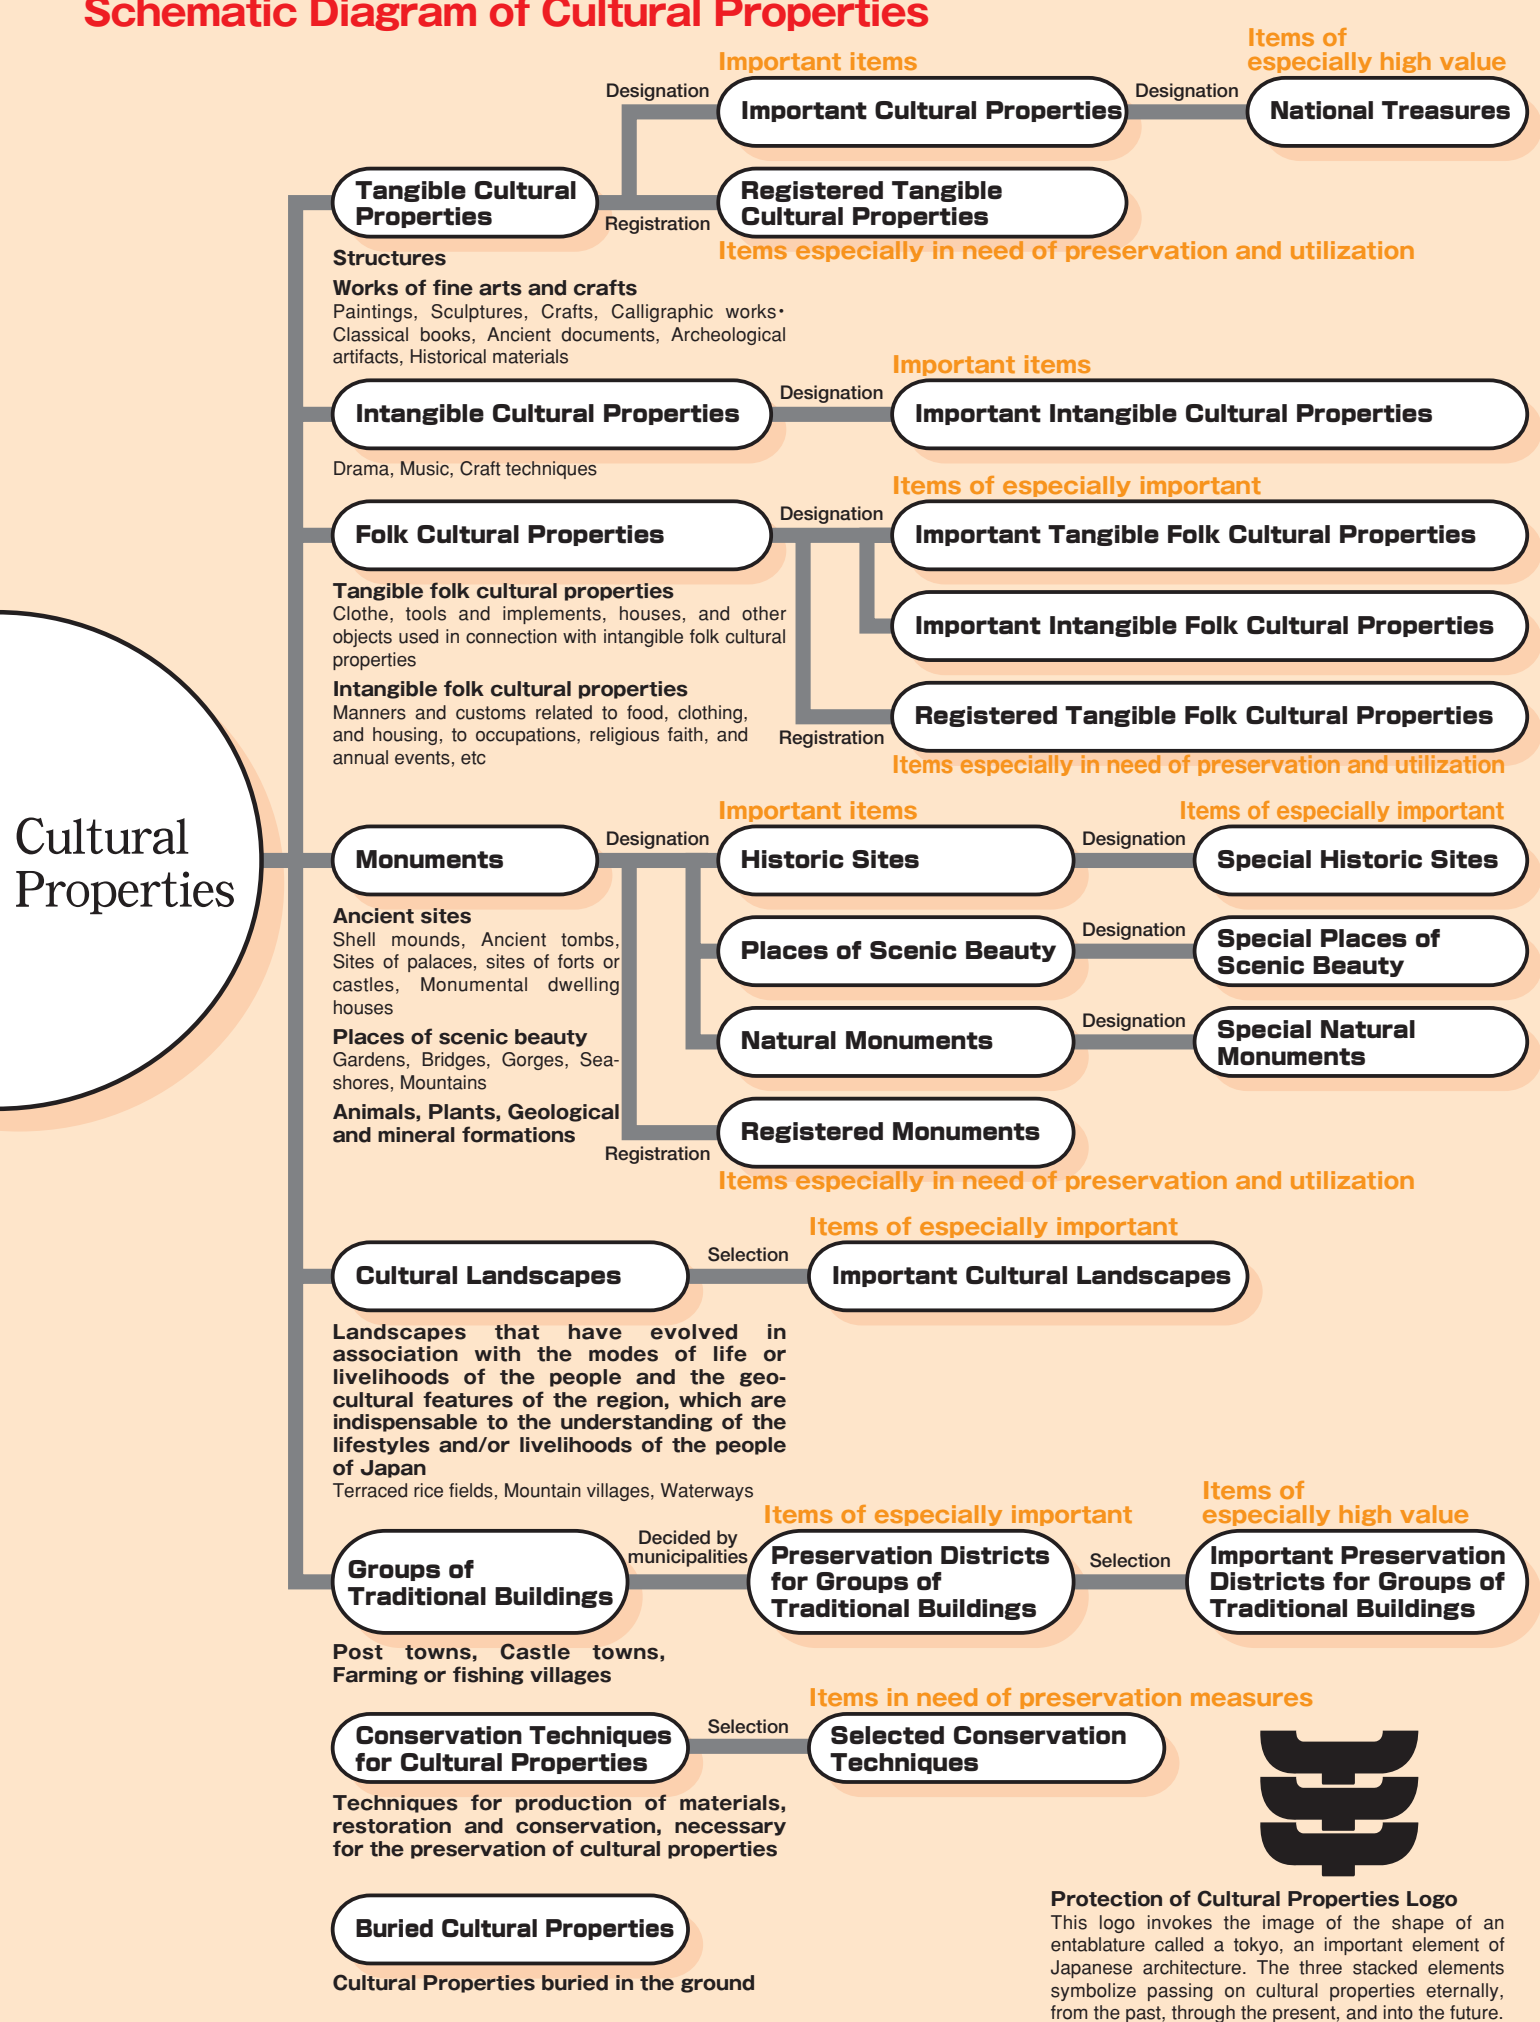 Schematic Diagram of Cultural Properties
Important items
Items of
especially high value
Designation
Important Cultural Properties
Designation
National Treasures
Tangible Cultural
Properties
Registration
Registered Tangible
Cultural Properties
Items especially in need of preservation and utilization
Structures
Works of fine arts and crafts
Paintings, Sculptures, Crafts, Calligraphic works・
Classical books, Ancient documents, Archeological
artifacts, Historical materials
Important items
Intangible Cultural Properties
Designation
Important Intangible Cultural Properties
Drama, Music, Craft techniques
Items of especially important
Folk Cultural Properties
Designation
Important Tangible Folk Cultural Properties
Important Intangible Folk Cultural Properties
Tangible folk cultural properties
Clothe, tools and implements, houses, and other
objects used in connection with intangible folk cultural
properties
Intangible folk cultural properties
Manners and customs related to food, clothing,
and housing, to occupations, religious faith, and
annual events, etc
Registration
Registered Tangible Folk Cultural Properties
Items especially in need of preservation and utilization
Cultural
Properties
Important items
Items of especially important
Monuments
Designation
Historic Sites
Designation
Special Historic Sites
Places of Scenic Beauty
Designation
Special Places of
Scenic Beauty
Natural Monuments
Designation
Special Natural
Monuments
Ancient sites
Shell mounds, Ancient tombs,
Sites of palaces, sites of forts or
castles, Monumental dwelling
houses
Places of scenic beauty
Gardens, Bridges, Gorges, Sea-
shores, Mountains
Animals, Plants, Geological
and mineral formations
Registration
Registered Monuments
Items especially in need of preservation and utilization
Items of especially important
Cultural Landscapes
Selection
Important Cultural Landscapes
Landscapes that have evolved in
association with the modes of life or
livelihoods of the people and the geo-
cultural features of the region, which are
indispensable to the understanding of the
lifestyles and/or livelihoods of the people
of Japan
Terraced rice fields, Mountain villages, Waterways
Items of especially important
Items of
especially high value
Groups of
Traditional Buildings
Decided by
municipalities
Preservation Districts
for Groups of
Traditional Buildings
Selection
Important Preservation
Districts for Groups of
Traditional Buildings
Post towns, Castle towns,
Farming or fishing villages
Items in need of preservation measures
Conservation Techniques
for Cultural Properties
Selection
Selected Conservation
Techniques
Techniques for production of materials,
restoration and conservation, necessary
for the preservation of cultural properties
Buried Cultural Properties
Cultural Properties buried in the ground
Protection of Cultural Properties Logo
This logo invokes the image of the shape of an
entablature called a tokyo, an important element of
Japanese architecture. The three stacked elements
symbolize passing on cultural properties eternally,
from the past, through the present, and into the future.